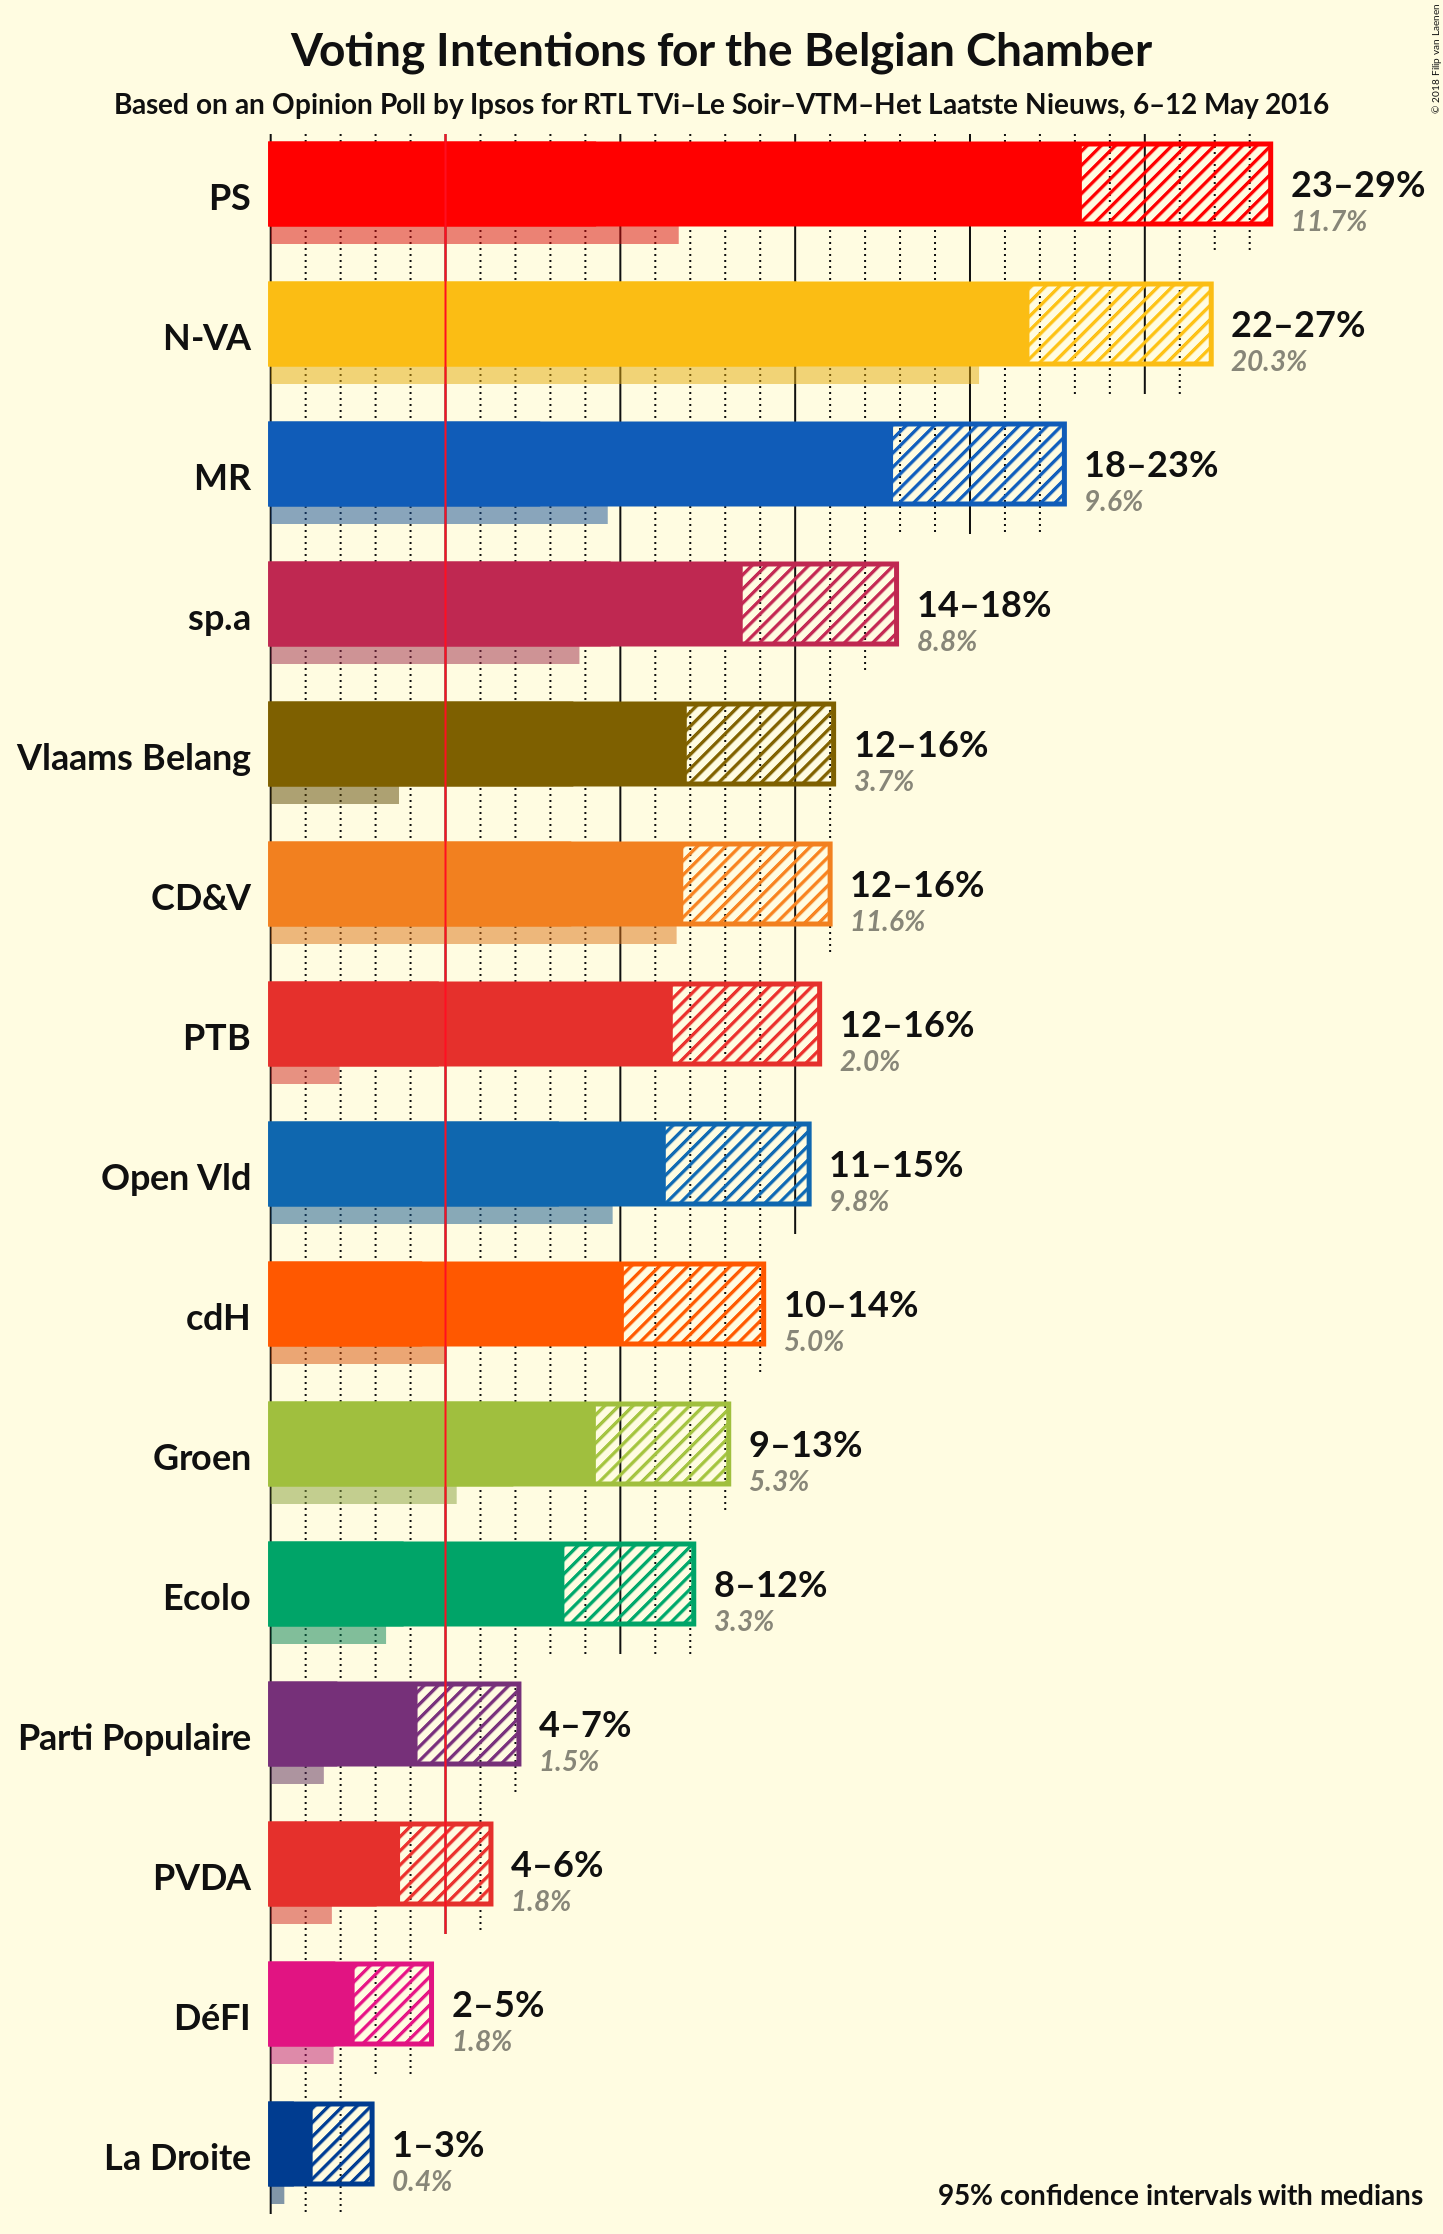 Voting Intentions for the Belgian Chamber
Based on an Opinion Poll by Ipsos for RTL TVi–Le Soir–VTM–Het Laatste Nieuws, 6–12 May 2016
© 2018 Filip van Laenen
PS
23–29%
11.7%
N-VA
22–27%
20.3%
MR
18–23%
9.6%
sp.a
14–18%
8.8%
Vlaams Belang
12–16%
3.7%
CD&V
12–16%
11.6%
PTB
12–16%
2.0%
Open Vld
11–15%
9.8%
cdH
10–14%
5.0%
Groen
9–13%
5.3%
Ecolo
8–12%
3.3%
Parti Populaire
4–7%
1.5%
PVDA
4–6%
1.8%
DéFI
2–5%
1.8%
La Droite
1–3%
0.4%
95% confidence intervals with medians